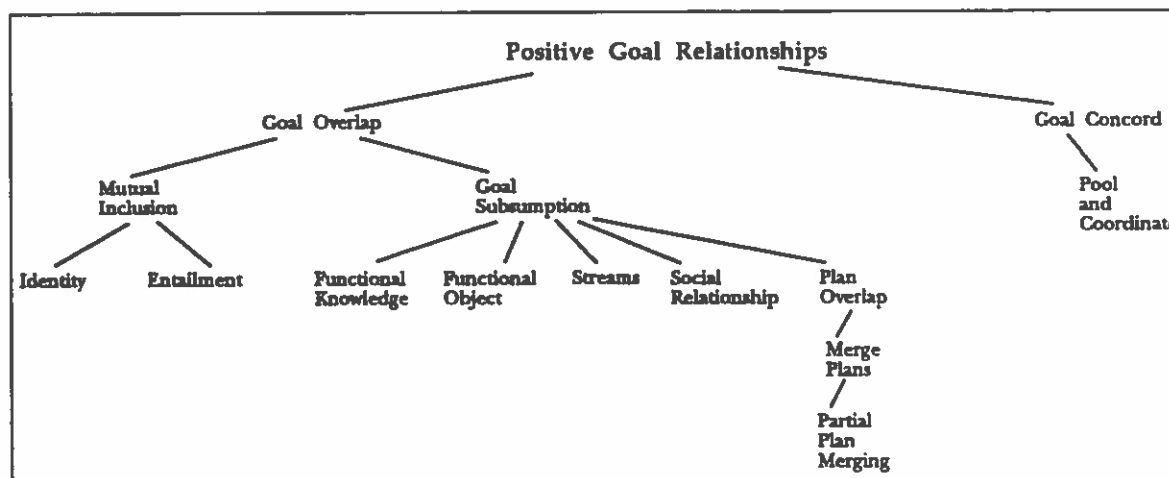 Positive Goal Relationships
Goal Overlap
Goal Concord
Mutual
Inclusion
Goal
Subsumption
Pool
and
Coordinat
Identity
Entailment
Functional
Knowledge
Functional
Object
Streams
Social
Relationship
Plan
Overlap
Merge
Plans
Partial
Plan
Merging